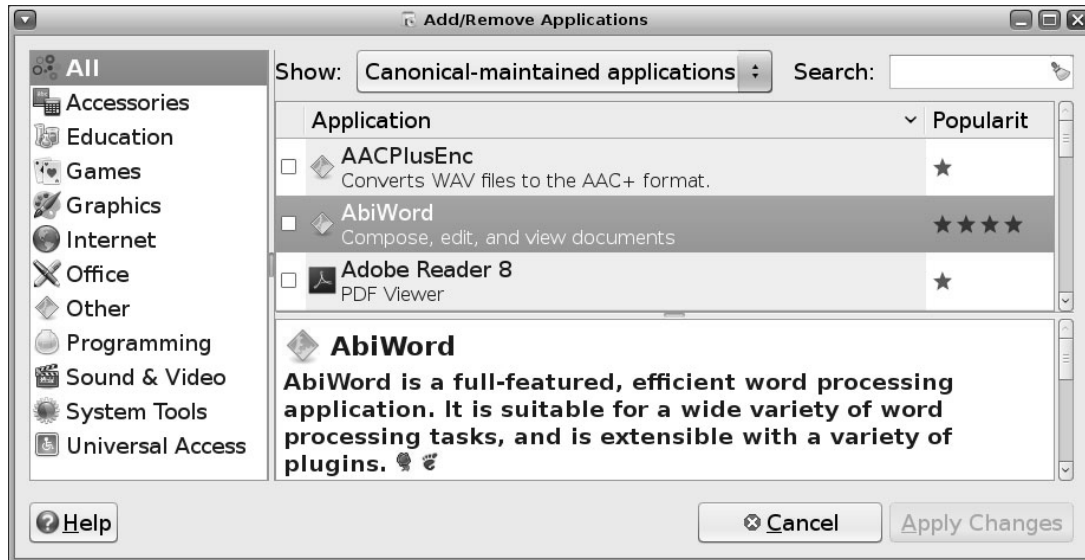 Add/Remove Applications
All
Accessories
Education
Games
Graphics
Internet
Office
Other
Programming
Sound & Video
System Tools
Universal Access
Show: Canonical-maintained applications Search:
Application Popularit
AACPlusEnc
Converts WAV files to the AAC+ format.
AbiWord
Compose, edit, and view documents
Adobe Reader 8
PDF Viewer
AbiWord
AbiWord is a full-featured, efficient word processing
application. It is suitable for a wide variety of word
processing tasks, and is extensible with a variety of
plugins.
Help Cancel Apply Changes